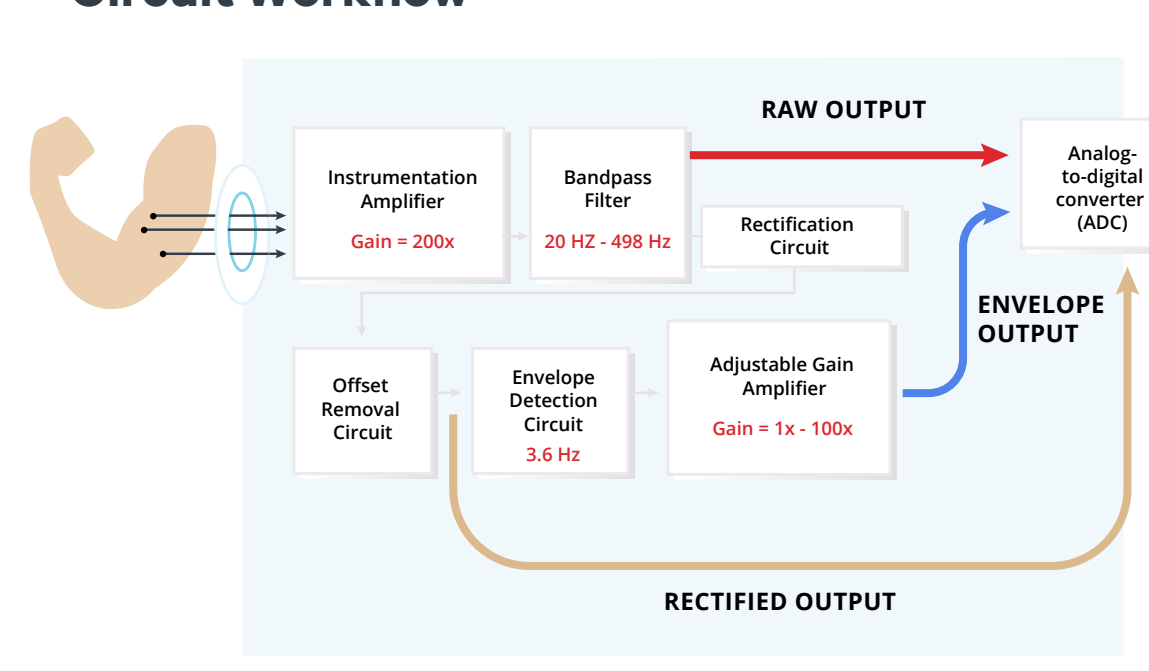 Circuit Workflow
RAW OUTPUT
Instrumentation
Amplifier
Gain = 200x
Bandpass
Filter
20 HZ - 498 Hz
Rectification
Circuit
Analog-
to-digital
converter
(ADC)
ENVELOPE
OUTPUT
Offset
Removal
Circuit
Envelope
Detection
Circuit
3.6 Hz
Adjustable Gain
Amplifier
Gain = 1x - 100x
RECTIFIED OUTPUT